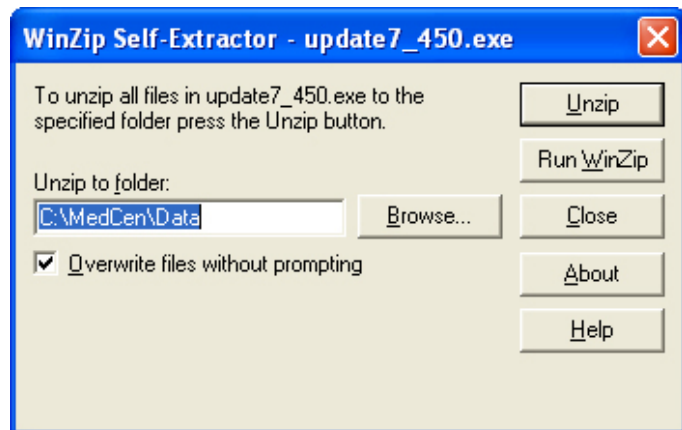 WinZip Self-Extractor - update7_450.exe
To unzip all files in update7_450.exe to the
specified folder press the Unzip button.
Unzip to folder:
C:\MedCen\Data
Browse...
Overwrite files without prompting
Unzip
Run WinZip
Close
About
Help